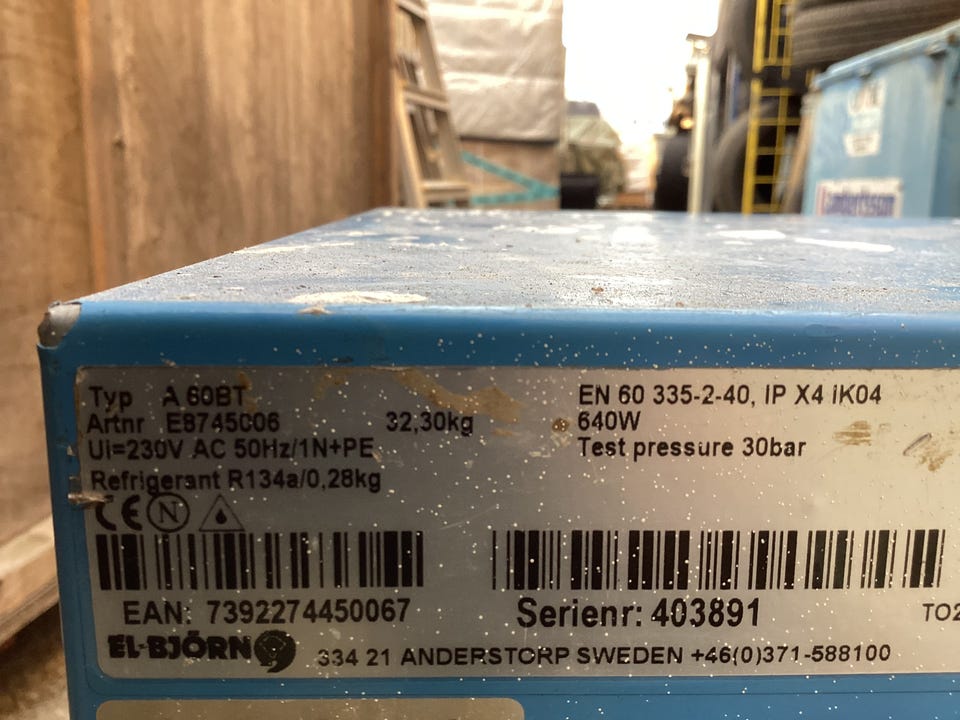 Typ A 60BT
Artnr E8745006 32,30kg
UI=230V AC 50Hz/1N+PE
Refrigerant R134a/0,28kg
EN 60 335-2-40, IP X4 IK04
640W
Test pressure 30bar
CE N
EAN: 7392274450067
Serienr: 403891
TO2
EL-BJÖRN
334 21 ANDERSTORP SWEDEN +46(0)371-588100